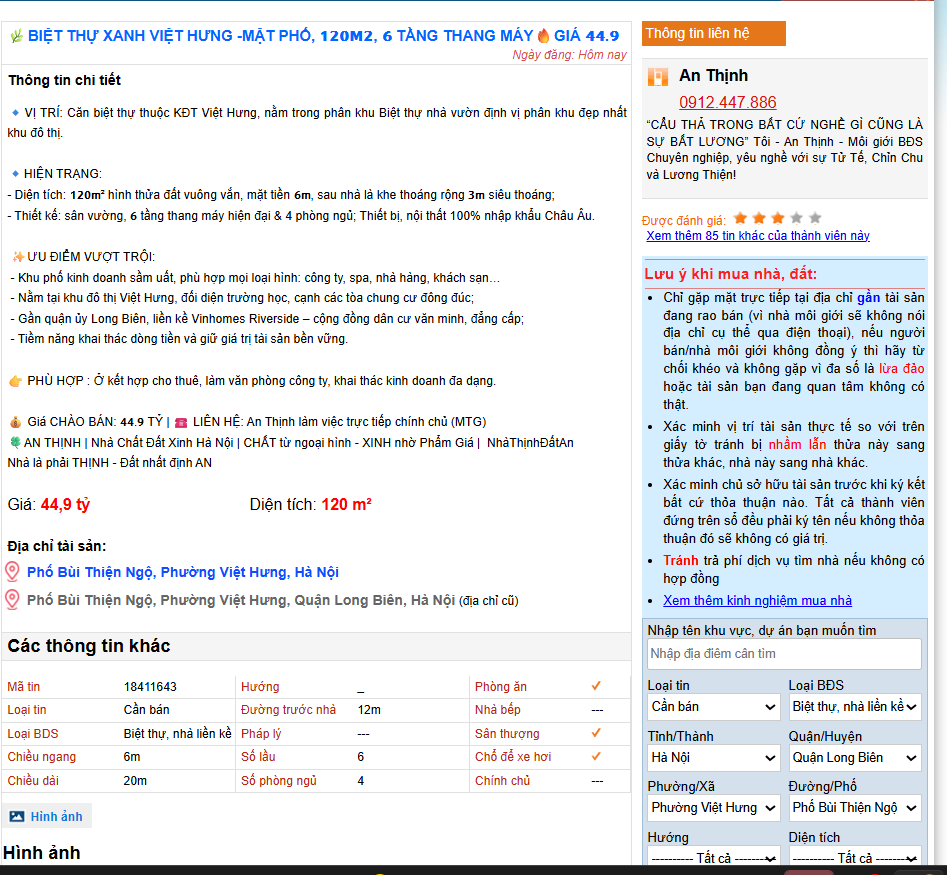 🌿 BIỆT THỰ XANH VIỆT HƯNG -MẶT PHỐ, 120M2, 6 TẦNG THANG MÁY🔥GIÁ 44.9
Ngày đăng: Hôm nay
Thông tin chi tiết
🔹 VỊ TRÍ: Căn biệt thự thuộc KĐT Việt Hưng, nằm trong phân khu Biệt thự nhà vườn định vị phân khu đẹp nhất
khu đô thị.
🔹 HIỆN TRẠNG:
- Diện tích: 120m² hình thửa đất vuông vắn, mặt tiền 6m, sau nhà là khe thoáng rộng 3m siêu thoáng;
- Thiết kế: sân vường, 6 tầng thang máy hiện đại & 4 phòng ngủ; Thiết bị, nội thất 100% nhập khẩu Châu Âu.
✨ƯU ĐIỂM VƯỢT TRỘI:
- Khu phố kinh doanh sầm uất, phù hợp mọi loại hình: công ty, spa, nhà hàng, khách sạn…
- Nằm tại khu đô thị Việt Hưng, đối diện trường học, cạnh các tòa chung cư đông đúc;
- Gần quận ủy Long Biên, liền kề Vinhomes Riverside – cộng đồng dân cư văn minh, đẳng cấp;
- Tiềm năng khai thác dòng tiền và giữ giá trị tài sản bền vững.
👉 PHÙ HỢP : Ở kết hợp cho thuê, làm văn phòng công ty, khai thác kinh doanh đa dạng.
💰 Giá CHÀO BÁN: 44.9 TỶ | ☎️ LIÊN HỆ: An Thịnh làm việc trực tiếp chính chủ (MTG)
🍀AN THỊNH | Nhà Chất Đất Xinh Hà Nội | CHẤT từ ngoại hình - XINH nhờ Phẩm Giá | NhàThịnhĐấtAn
Nhà là phải THỊNH - Đất nhất định AN
Giá: 44,9 tỷ Diện tích: 120 m²
Địa chỉ tài sản:
Phố Bùi Thiện Ngộ, Phường Việt Hưng, Hà Nội
Phố Bùi Thiện Ngộ, Phường Việt Hưng, Quận Long Biên, Hà Nội (địa chỉ cũ)
Các thông tin khác
Mã tin 18411643 Hướng _ Phòng ăn ✓
Loại tin Cần bán Đường trước nhà 12m Nhà bếp ---
Loại BDS Biệt thự, nhà liền kề Pháp lý --- Sân thượng ✓
Chiều ngang 6m Số lầu 6 Chổ để xe hơi ✓
Chiều dài 20m Số phòng ngủ 4 Chính chủ ---
Hình ảnh
Hình ảnh
Thông tin liên hệ
An Thịnh
0912.447.886
“CẨU THẢ TRONG BẤT CỨ NGHỀ GÌ CŨNG LÀ
SỰ BẤT LƯƠNG” Tôi - An Thịnh - Môi giới BĐS
Chuyên nghiệp, yêu nghề với sự Tử Tế, Chỉn Chu
và Lương Thiện!
Được đánh giá:
Xem thêm 85 tin khác của thành viên này
Lưu ý khi mua nhà, đất:
• Chỉ gặp mặt trực tiếp tại địa chỉ gần tài sản
đang rao bán (vì nhà môi giới sẽ không nói
địa chỉ cụ thể qua điện thoại), nếu người
bán/nhà môi giới không đồng ý thì hãy từ
chối khéo và không gặp vì đa số là lừa đảo
hoặc tài sản bạn đang quan tâm không có
thật.
• Xác minh vị trí tài sản thực tế so với trên
giấy tờ tránh bị nhầm lẫn thửa này sang
thửa khác, nhà này sang nhà khác.
• Xác minh chủ sở hữu tài sản trước khi ký kết
bất cứ thỏa thuận nào. Tất cả thành viên
đứng trên sổ đều phải ký tên nếu không thỏa
thuận đó sẽ không có giá trị.
• Tránh trả phí dịch vụ tìm nhà nếu không có
hợp đồng
• Xem thêm kinh nghiệm mua nhà
Nhập tên khu vực, dự án bạn muốn tìm
Nhập địa điểm cần tìm
Loại tin Loại BĐS
Cần bán Biệt thự, nhà liền kề
Tỉnh/Thành Quận/Huyện
Hà Nội Quận Long Biên
Phường/Xã Đường/Phố
Phường Việt Hưng Phố Bùi Thiện Ngộ
Hướng Diện tích
---------- Tất cả ---------- ---------- Tất cả ----------